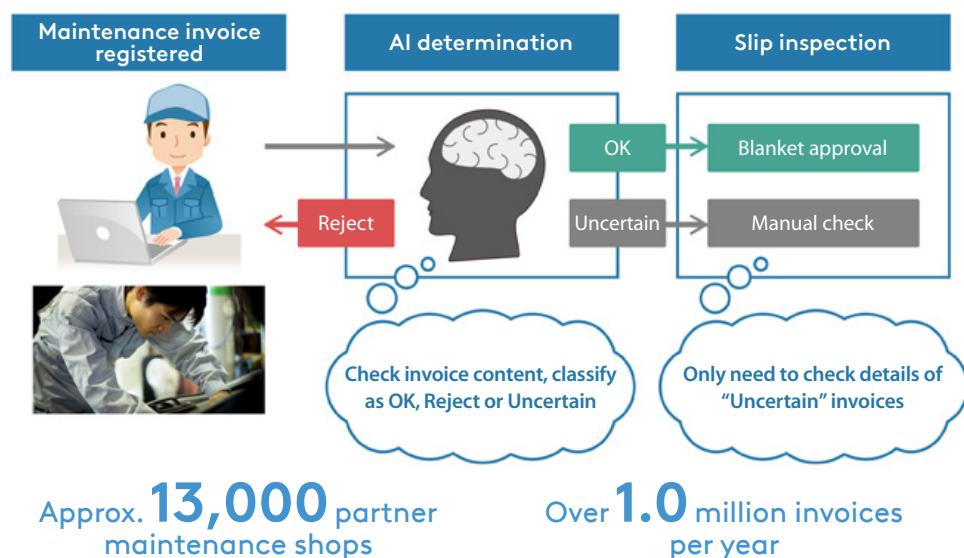 Maintenance invoice
registered
AI determination
Slip inspection
OK
Blanket approval
Reject
Uncertain
Manual check
Check invoice content, classify
as OK, Reject or Uncertain
Only need to check details of
“Uncertain” invoices
Approx. 13,000 partner
maintenance shops
Over 1.0 million invoices
per year